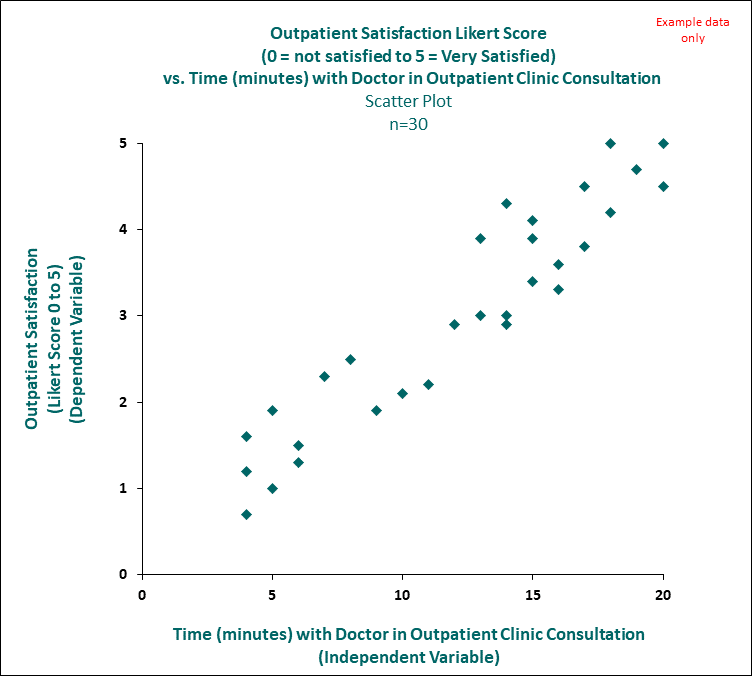 Outpatient Satisfaction Likert Score
(0 = not satisfied to 5 = Very Satisfied)
vs. Time (minutes) with Doctor in Outpatient Clinic Consultation
Scatter Plot
n=30
Example data
only
5
4
3
2
1
0
Outpatient Satisfaction
(Likert Score 0 to 5)
(Dependent Variable)
0 5 10 15 20
Time (minutes) with Doctor in Outpatient Clinic Consultation
(Independent Variable)